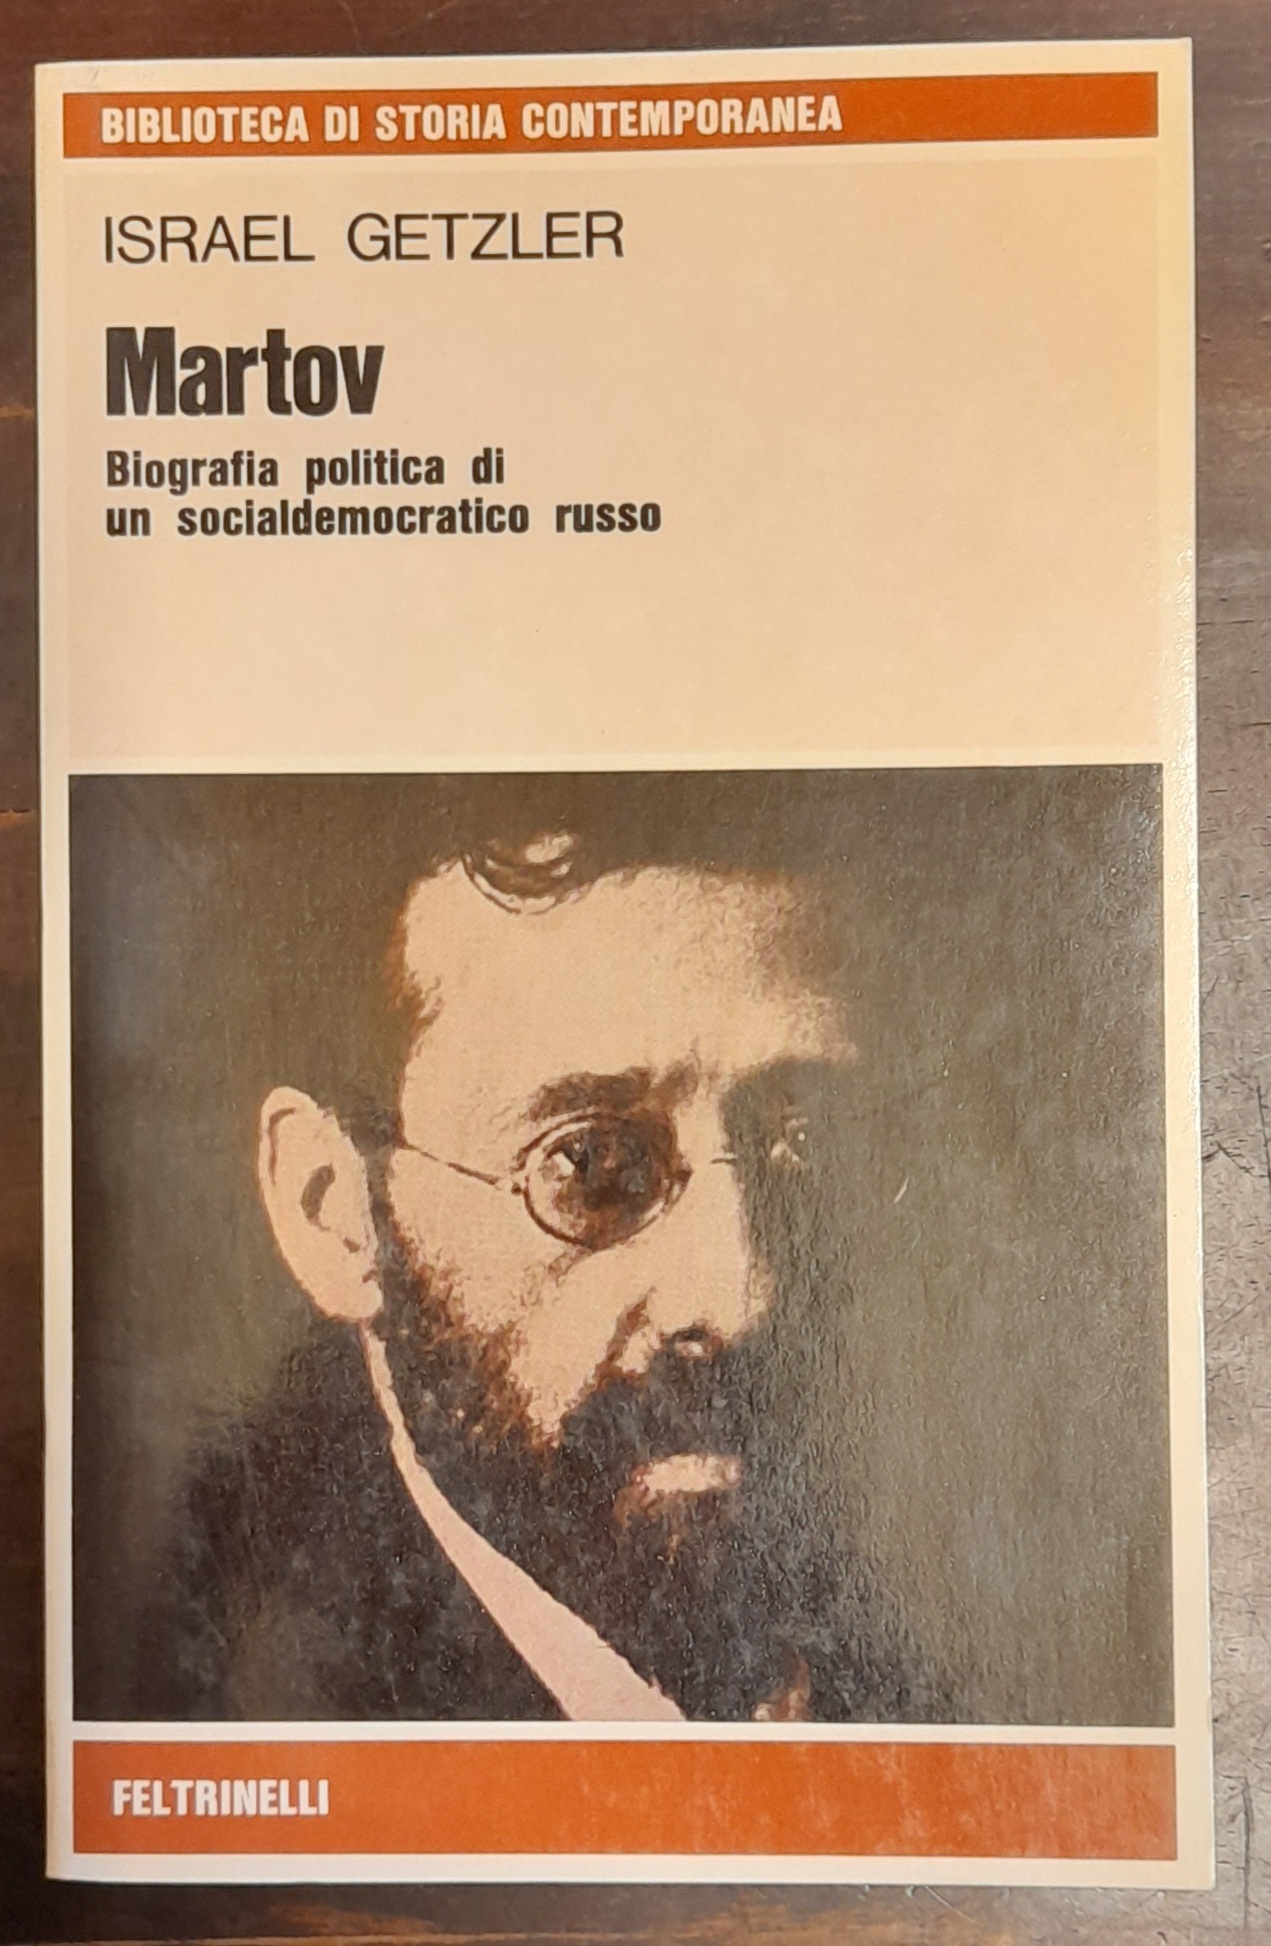 BIBLIOTECA DI STORIA CONTEMPORANEA
ISRAEL GETZLER
Martov
Biografia politica di
un socialdemocratico russo
FELTRINELLI